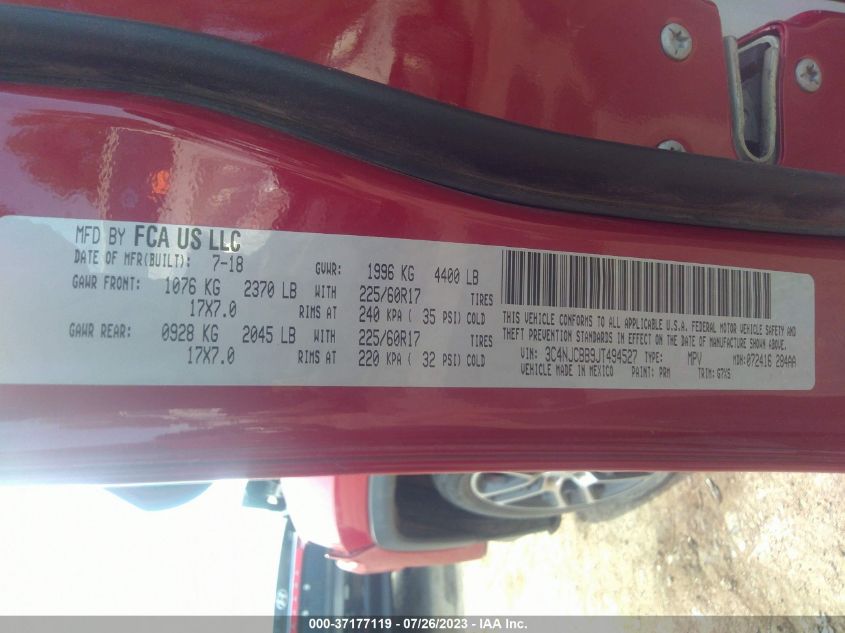 MFD BY FCA US LLC
DATE OF MFR(BUILT): 7-18 GVWR: 1996 KG 4400 LB
GAWR FRONT: 1076 KG 2370 LB WITH 225/60R17 TIRES
17X7.0 RIMS AT 240 KPA ( 35 PSI) COLD
GAWR REAR: 0928 KG 2045 LB WITH 225/60R17 TIRES
17X7.0 RIMS AT 220 KPA ( 32 PSI) COLD
THIS VEHICLE CONFORMS TO ALL APPLICABLE U.S.A. FEDERAL MOTOR VEHICLE SAFETY AND
THEFT PREVENTION STANDARDS IN EFFECT ON THE DATE OF MANUFACTURE SHOWN ABOVE.
VIN: 3C4NJCBB9JT494527 TYPE: MPV MDH:072416 284AA
VEHICLE MADE IN MEXICO PAINT: PRM TRIM: G7X5
000-37177119 / 07/26/2023 / IAA Inc.